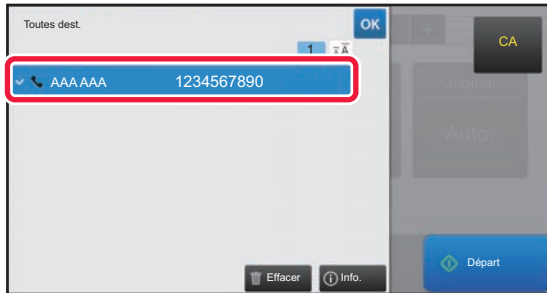 Toutes dest.
OK
CA
1
AAA AAA 1234567890
Original
Auto.
Effacer
Info.
Départ